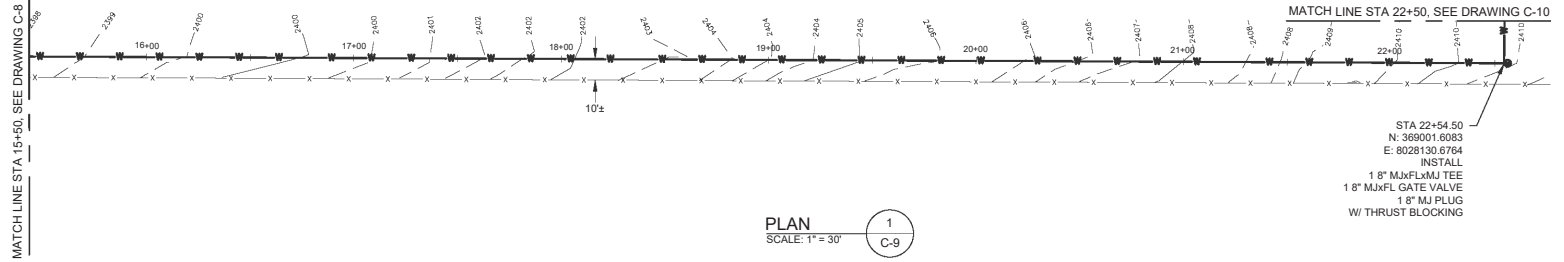 MATCH LINE STA 22+50, SEE DRAWING C-10
MATCH LINE STA 15+50, SEE DRAWING C-8
2398
2399
2400
2400
2400
2401
2402
2402
2402
2403
2404
2404
2404
2405
2406
2406
2406
2407
2408
2408
2408
2409
2410
2410
2410
16+00
17+00
18+00
19+00
20+00
21+00
22+00
W W W W W W W W W W W W W W W W W W W W W W W W W W W W W W W W W W W
10'±
STA 22+54.50
N: 369001.6083
E: 8028130.6764
INSTALL
1 8" MJxFLxMJ TEE
1 8" MJxFL GATE VALVE
1 8" MJ PLUG
W/ THRUST BLOCKING
PLAN
SCALE: 1" = 30'
1
C-9